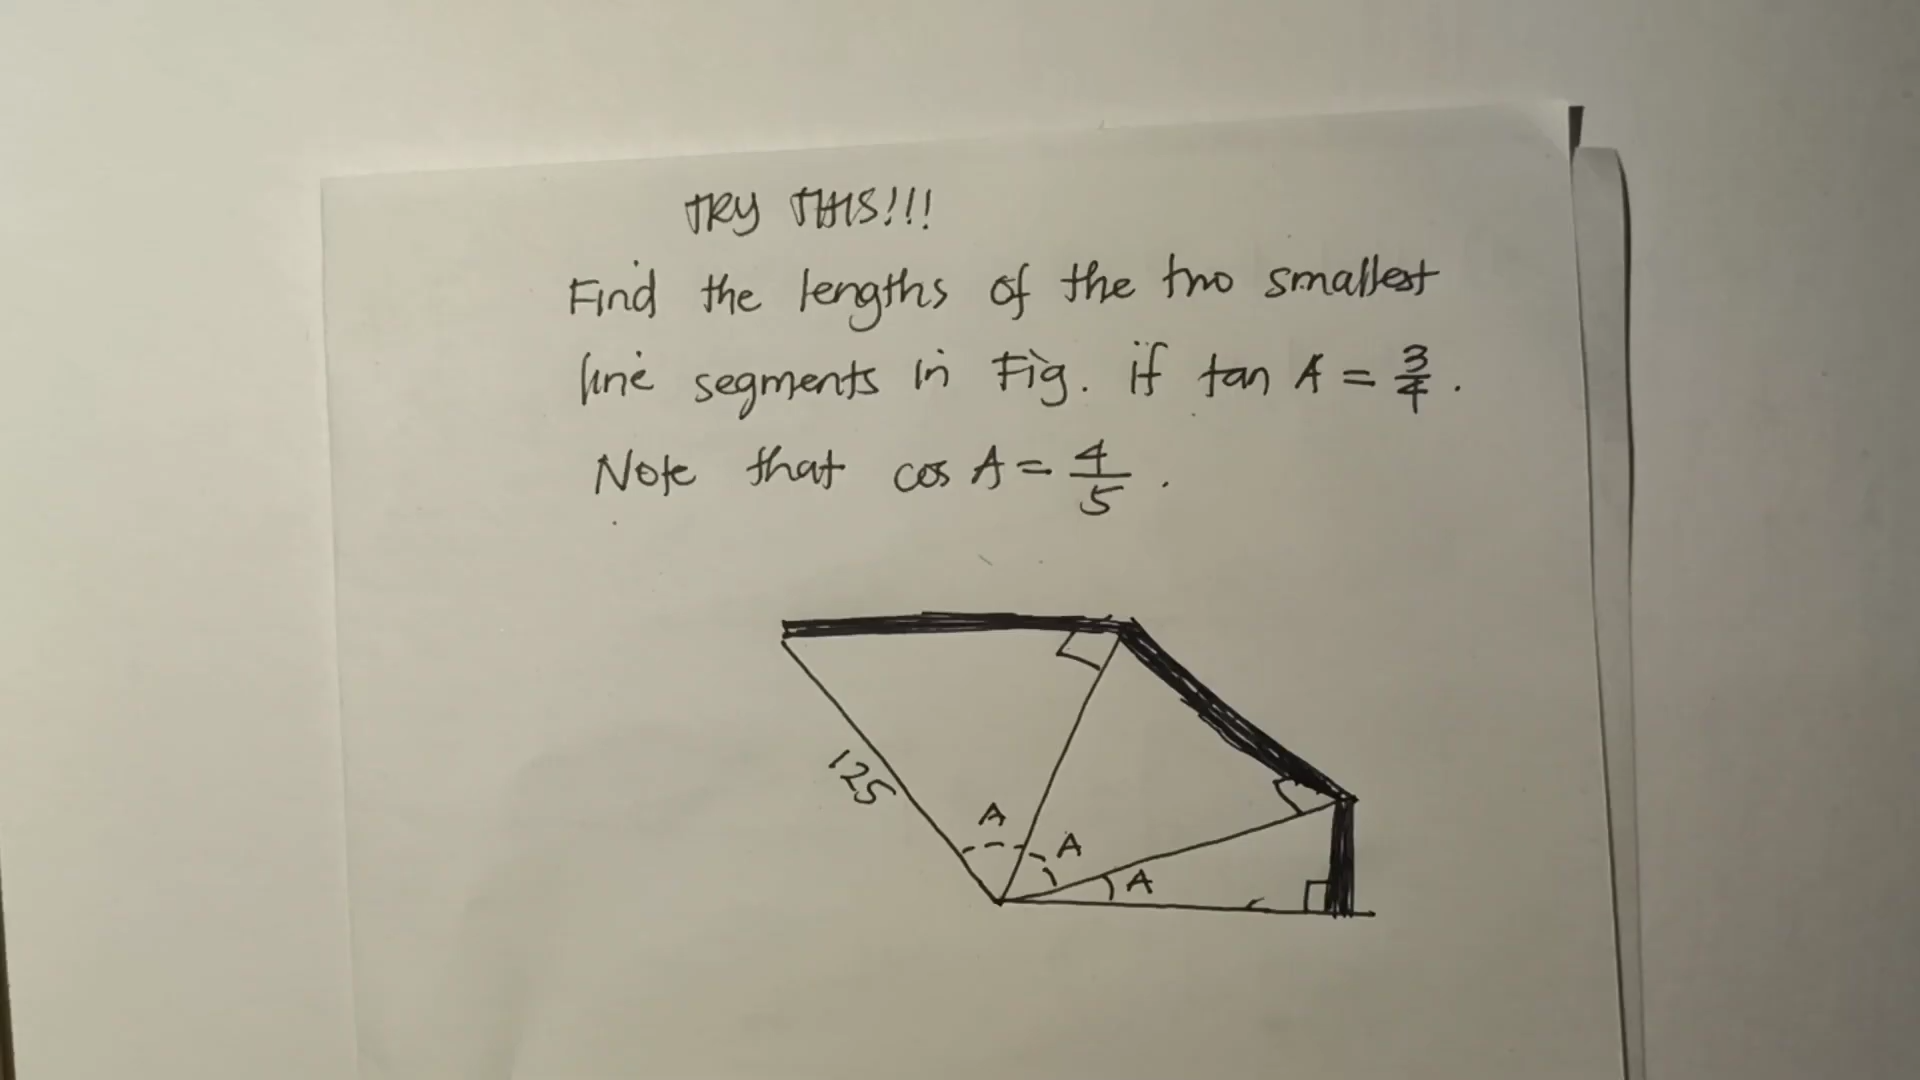 TRY THIS!!!
Find the lengths of the two smallest
line segments in Fig. if tan A = 3/4.
Note that cos A = 4/5.
125
A
A
A